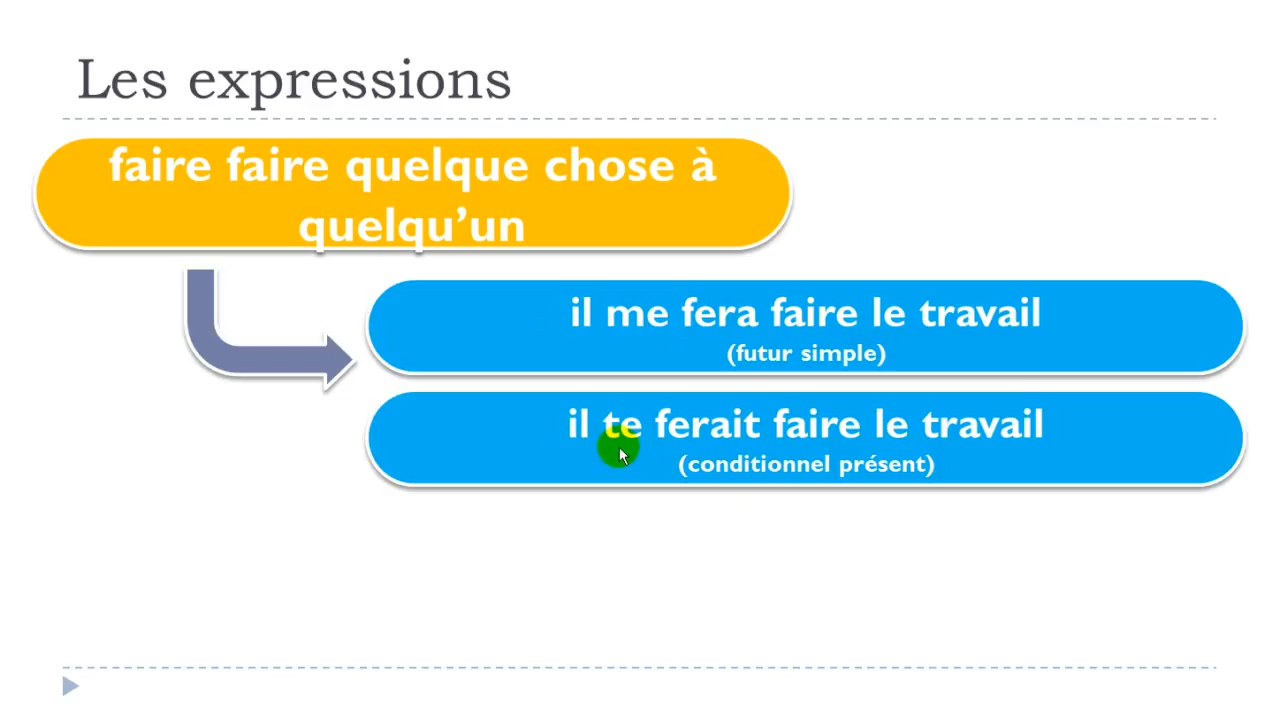 Les expressions
faire faire quelque chose à
quelqu’un
il me fera faire le travail
(futur simple)
il te ferait faire le travail
(conditionnel présent)